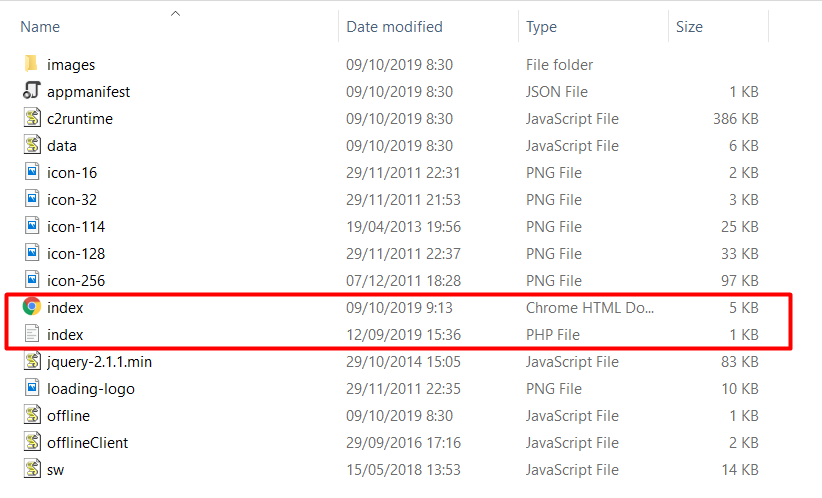 Name Date modified Type Size
images 09/10/2019 8:30 File folder
appmanifest 09/10/2019 8:30 JSON File 1 KB
c2runtime 09/10/2019 8:30 JavaScript File 386 KB
data 09/10/2019 8:30 JavaScript File 6 KB
icon-16 29/11/2011 22:31 PNG File 2 KB
icon-32 29/11/2011 21:53 PNG File 3 KB
icon-114 19/04/2013 19:56 PNG File 25 KB
icon-128 29/11/2011 22:37 PNG File 33 KB
icon-256 07/12/2011 18:28 PNG File 97 KB
index 09/10/2019 9:13 Chrome HTML Do... 5 KB
index 12/09/2019 15:36 PHP File 1 KB
jquery-2.1.1.min 29/10/2014 15:05 JavaScript File 83 KB
loading-logo 29/11/2011 22:35 PNG File 10 KB
offline 09/10/2019 8:30 JavaScript File 1 KB
offlineClient 29/09/2016 17:16 JavaScript File 2 KB
sw 15/05/2018 13:53 JavaScript File 14 KB